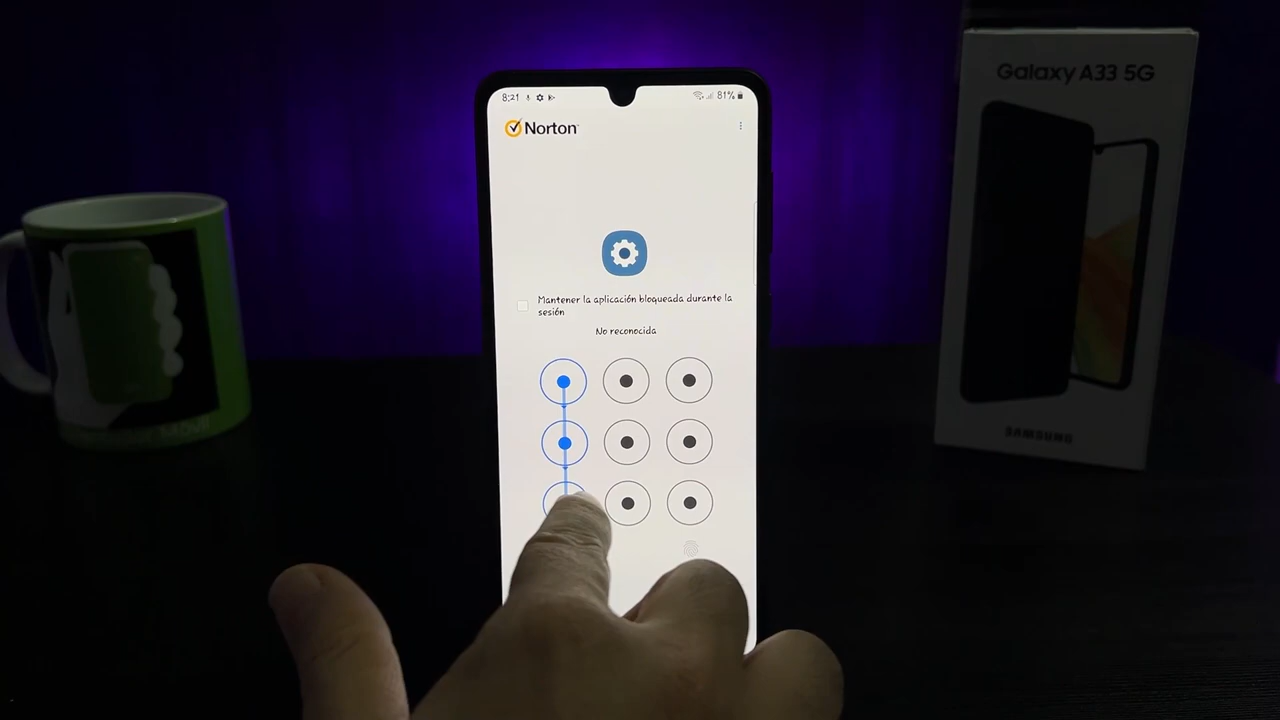 8:21
81%
Norton
Mantener la aplicación bloqueada durante la
sesión
No reconocida
Galaxy A33 5G
SAMSUNG